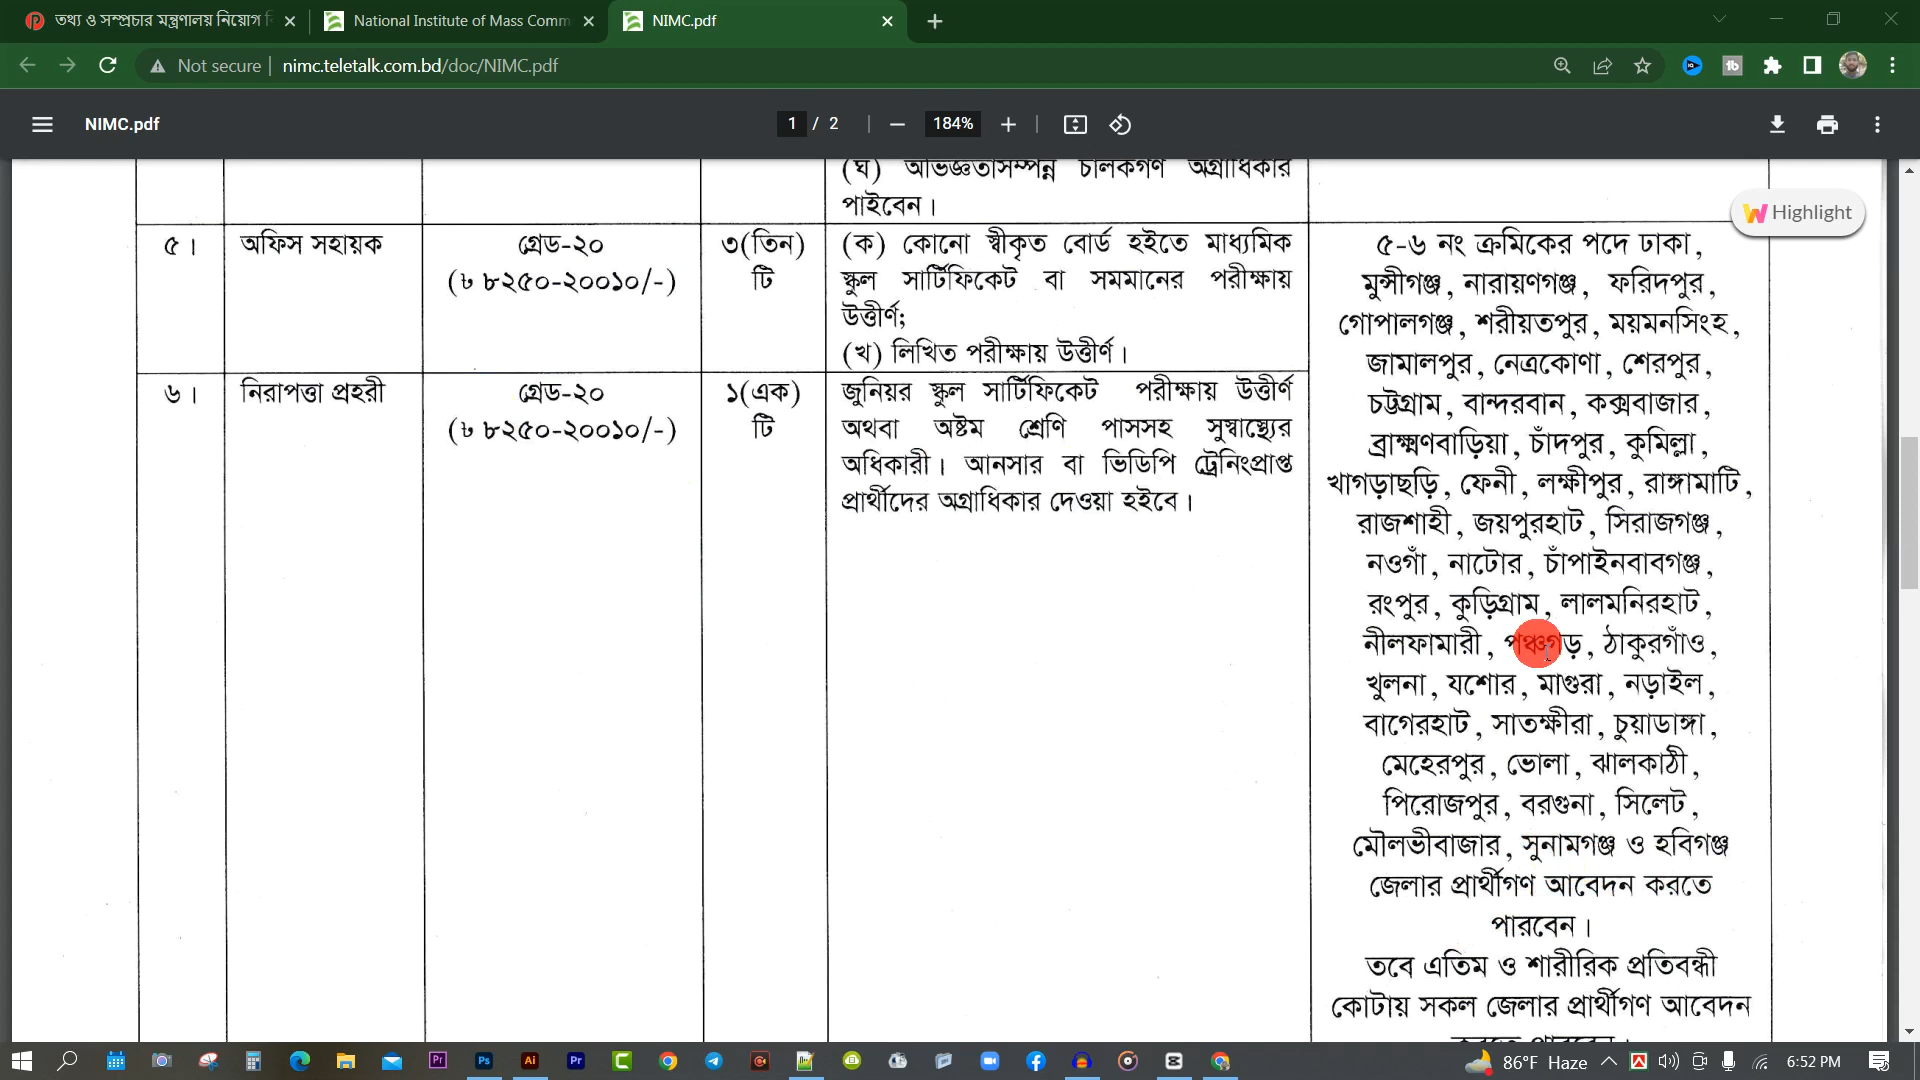 তথ্য ও সম্প্রচার মন্ত্রণালয় নিয়োগ
National Institute of Mass Comm
NIMC.pdf
Not secure
nimc.teletalk.com.bd/doc/NIMC.pdf
NIMC.pdf
1 / 2
184%
Highlight
(ঘ) অভিজ্ঞতাসম্পন্ন চালকগণ অগ্রাধিকার
পাইবেন।
৫।
অফিস সহায়ক
গ্রেড-২০
(৳ ৮২৫০-২০০১০/-)
৩(তিন)
টি
(ক) কোনো স্বীকৃত বোর্ড হইতে মাধ্যমিক
স্কুল সার্টিফিকেট বা সমমানের পরীক্ষায়
উত্তীর্ণ;
(খ) লিখিত পরীক্ষায় উত্তীর্ণ।
৬।
নিরাপত্তা প্রহরী
গ্রেড-২০
(৳ ৮২৫০-২০০১০/-)
১(এক)
টি
জুনিয়র স্কুল সার্টিফিকেট পরীক্ষায় উত্তীর্ণ
অথবা অষ্টম শ্রেণি পাসসহ সুস্বাস্থ্যের
অধিকারী। আনসার বা ভিডিপি ট্রেনিংপ্রাপ্ত
প্রার্থীদের অগ্রাধিকার দেওয়া হইবে।
৫-৬ নং ক্রমিকের পদে ঢাকা,
মুন্সীগঞ্জ, নারায়ণগঞ্জ, ফরিদপুর,
গোপালগঞ্জ, শরীয়তপুর, ময়মনসিংহ,
জামালপুর, নেত্রকোণা, শেরপুর,
চট্টগ্রাম, বান্দরবান, কক্সবাজার,
ব্রাহ্মণবাড়িয়া, চাঁদপুর, কুমিল্লা,
খাগড়াছড়ি, ফেনী, লক্ষীপুর, রাঙ্গামাটি,
রাজশাহী, জয়পুরহাট, সিরাজগঞ্জ,
নওগাঁ, নাটোর, চাঁপাইনবাবগঞ্জ,
রংপুর, কুড়িগ্রাম, লালমনিরহাট,
নীলফামারী, পঞ্চগড়, ঠাকুরগাঁও,
খুলনা, যশোর, মাগুরা, নড়াইল,
বাগেরহাট, সাতক্ষীরা, চুয়াডাঙ্গা,
মেহেরপুর, ভোলা, ঝালকাঠী,
পিরোজপুর, বরগুনা, সিলেট,
মৌলভীবাজার, সুনামগঞ্জ ও হবিগঞ্জ
জেলার প্রার্থীগণ আবেদন করতে
পারবেন।
তবে এতিম ও শারীরিক প্রতিবন্ধী
কোটায় সকল জেলার প্রার্থীগণ আবেদন
86°F Haze
6:52 PM